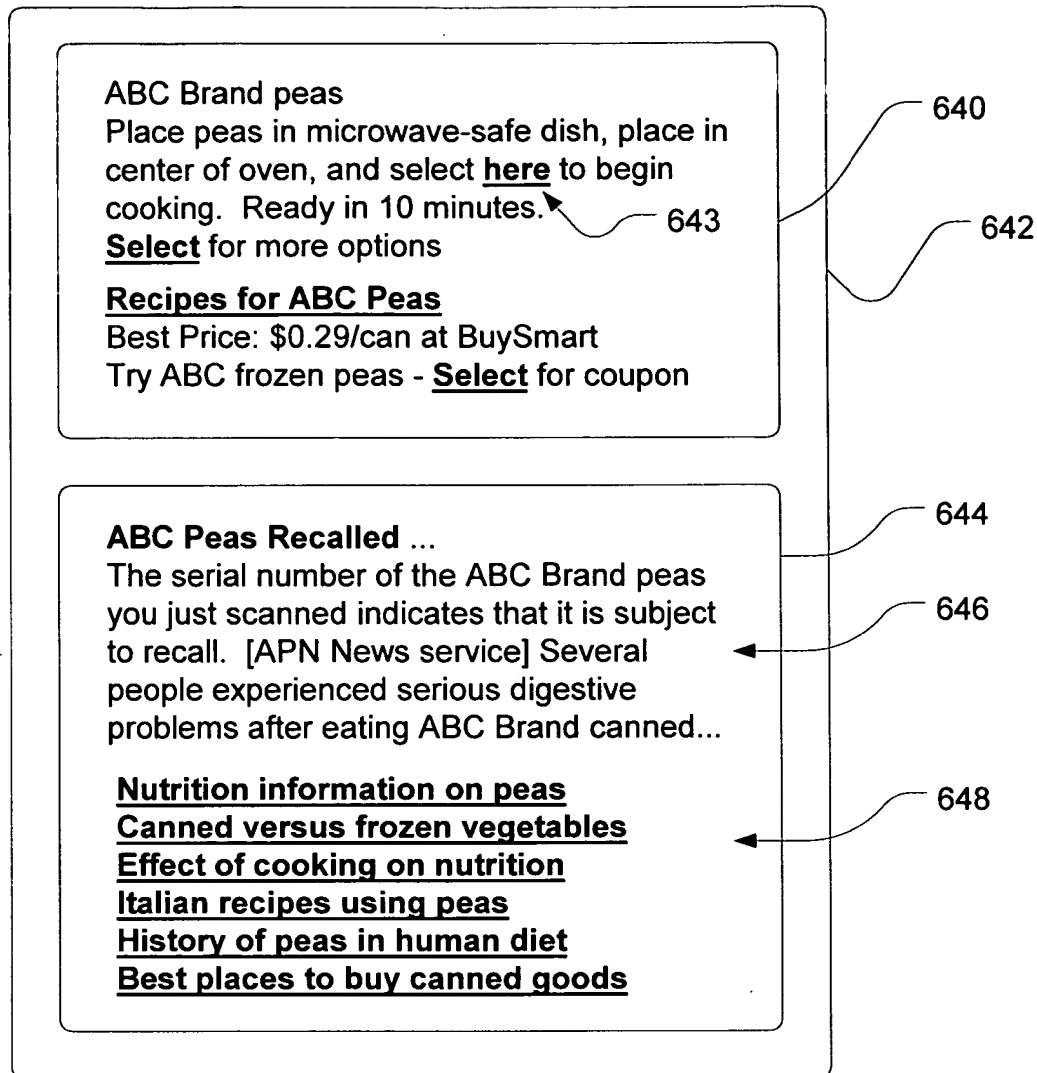 ABC Brand peas
Place peas in microwave-safe dish, place in
center of oven, and select here to begin
cooking.  Ready in 10 minutes.
Select for more options
Recipes for ABC Peas
Best Price: $0.29/can at BuySmart
Try ABC frozen peas - Select for coupon
640
643
642
ABC Peas Recalled ...
The serial number of the ABC Brand peas
you just scanned indicates that it is subject
to recall.  [APN News service] Several
people experienced serious digestive
problems after eating ABC Brand canned...
644
646
Nutrition information on peas
Canned versus frozen vegetables
Effect of cooking on nutrition
Italian recipes using peas
History of peas in human diet
Best places to buy canned goods
648